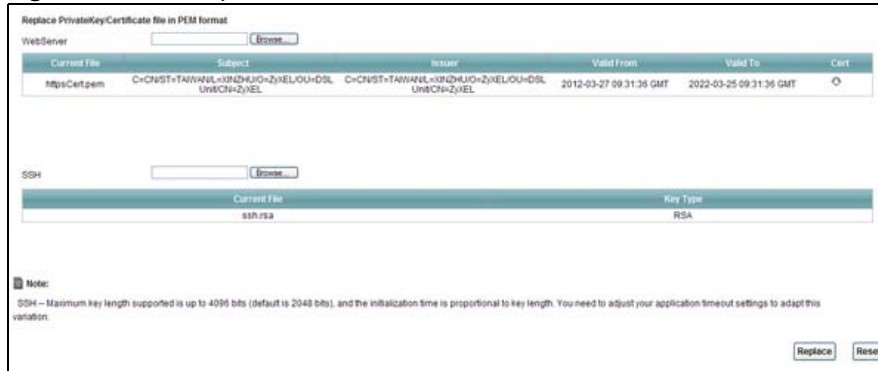 Replace PrivateKey/Certificate file in PEM format
WebServer Browse...
Current File Subject Issuer Valid From Valid To Cert
httpsCert.pem C=CN/ST=TAIWAN/L=XINZHU/O=ZyXEL/OU=DSL Unit/CN=ZyXEL C=CN/ST=TAIWAN/L=XINZHU/O=ZyXEL/OU=DSL Unit/CN=ZyXEL 2012-03-27 09:31:36 GMT 2022-03-25 09:31:36 GMT
SSH Browse...
Current File Key Type
ssh.rsa RSA
Note:
SSH -- Maximum key length supported is up to 4096 bits (default is 2048 bits), and the initialization time is proportional to key length. You need to adjust your application timeout settings to adapt this
variation.
Replace Rese